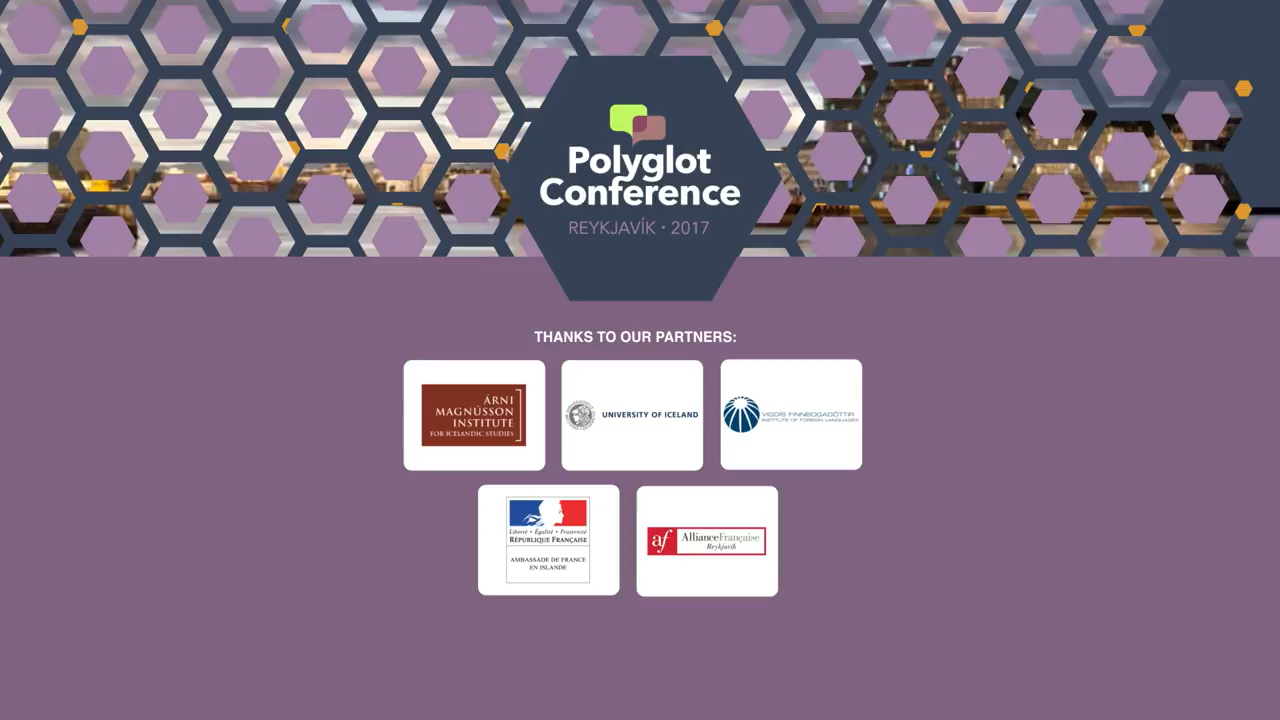 Polyglot
Conference
REYKJAVÍK · 2017
THANKS TO OUR PARTNERS:
ÁRNI
MAGNÚSSON
INSTITUTE
FOR ICELANDIC STUDIES
UNIVERSITY OF ICELAND
VIGDÍS FINNBOGADÓTTIR
INSTITUTE OF FOREIGN LANGUAGES
Liberté • Égalité • Fraternité
RÉPUBLIQUE FRANÇAISE
AMBASSADE DE FRANCE
EN ISLANDE
af
AllianceFrançaise
Reykjavík